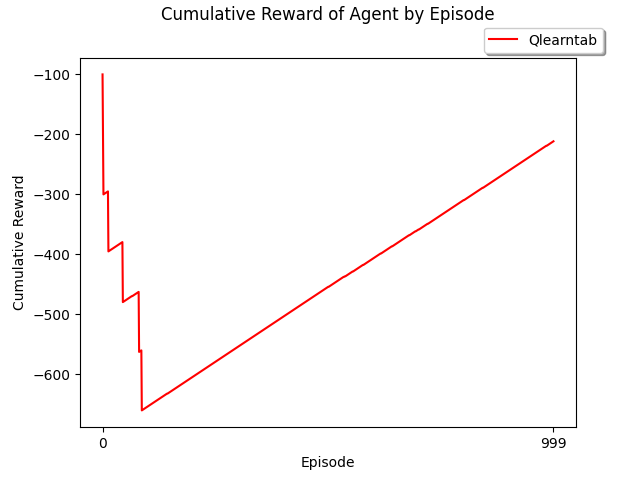 Cumulative Reward of Agent by Episode
Qlearntab
−100
−200
−300
−400
−500
−600
Cumulative Reward
0
999
Episode